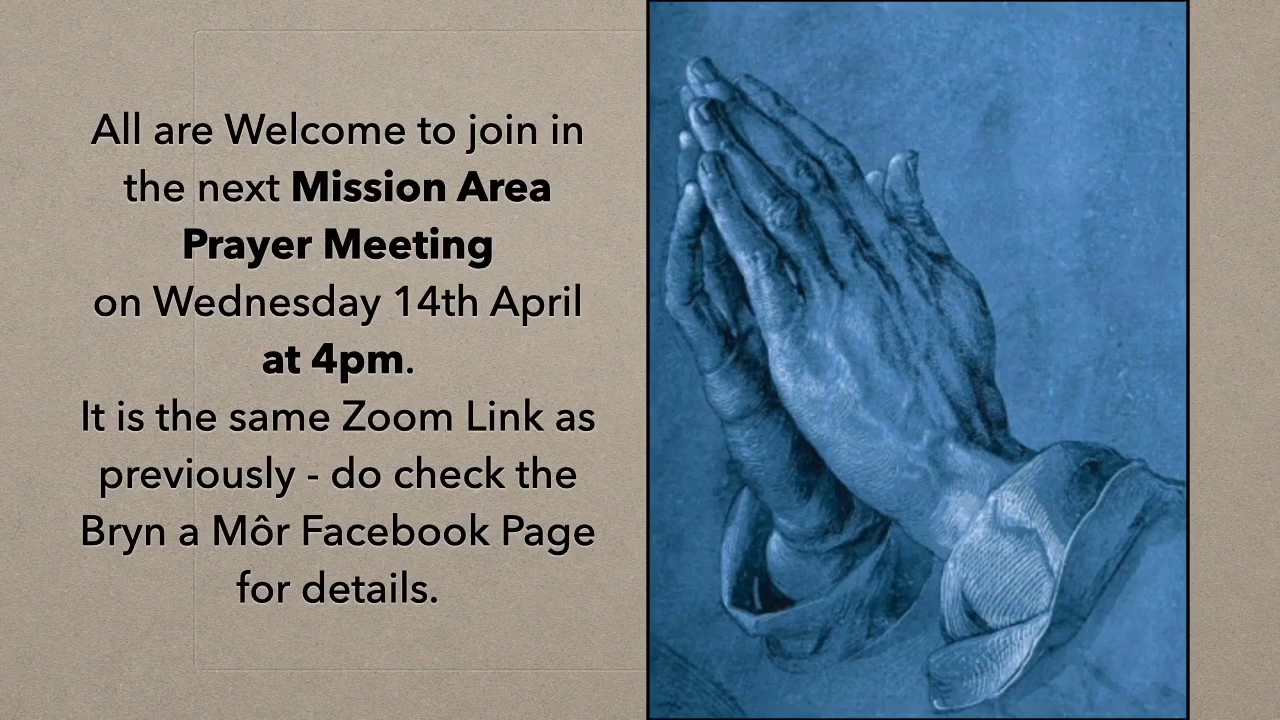 All are Welcome to join in
the next Mission Area
Prayer Meeting
on Wednesday 14th April
at 4pm.
It is the same Zoom Link as
previously - do check the
Bryn a Môr Facebook Page
for details.